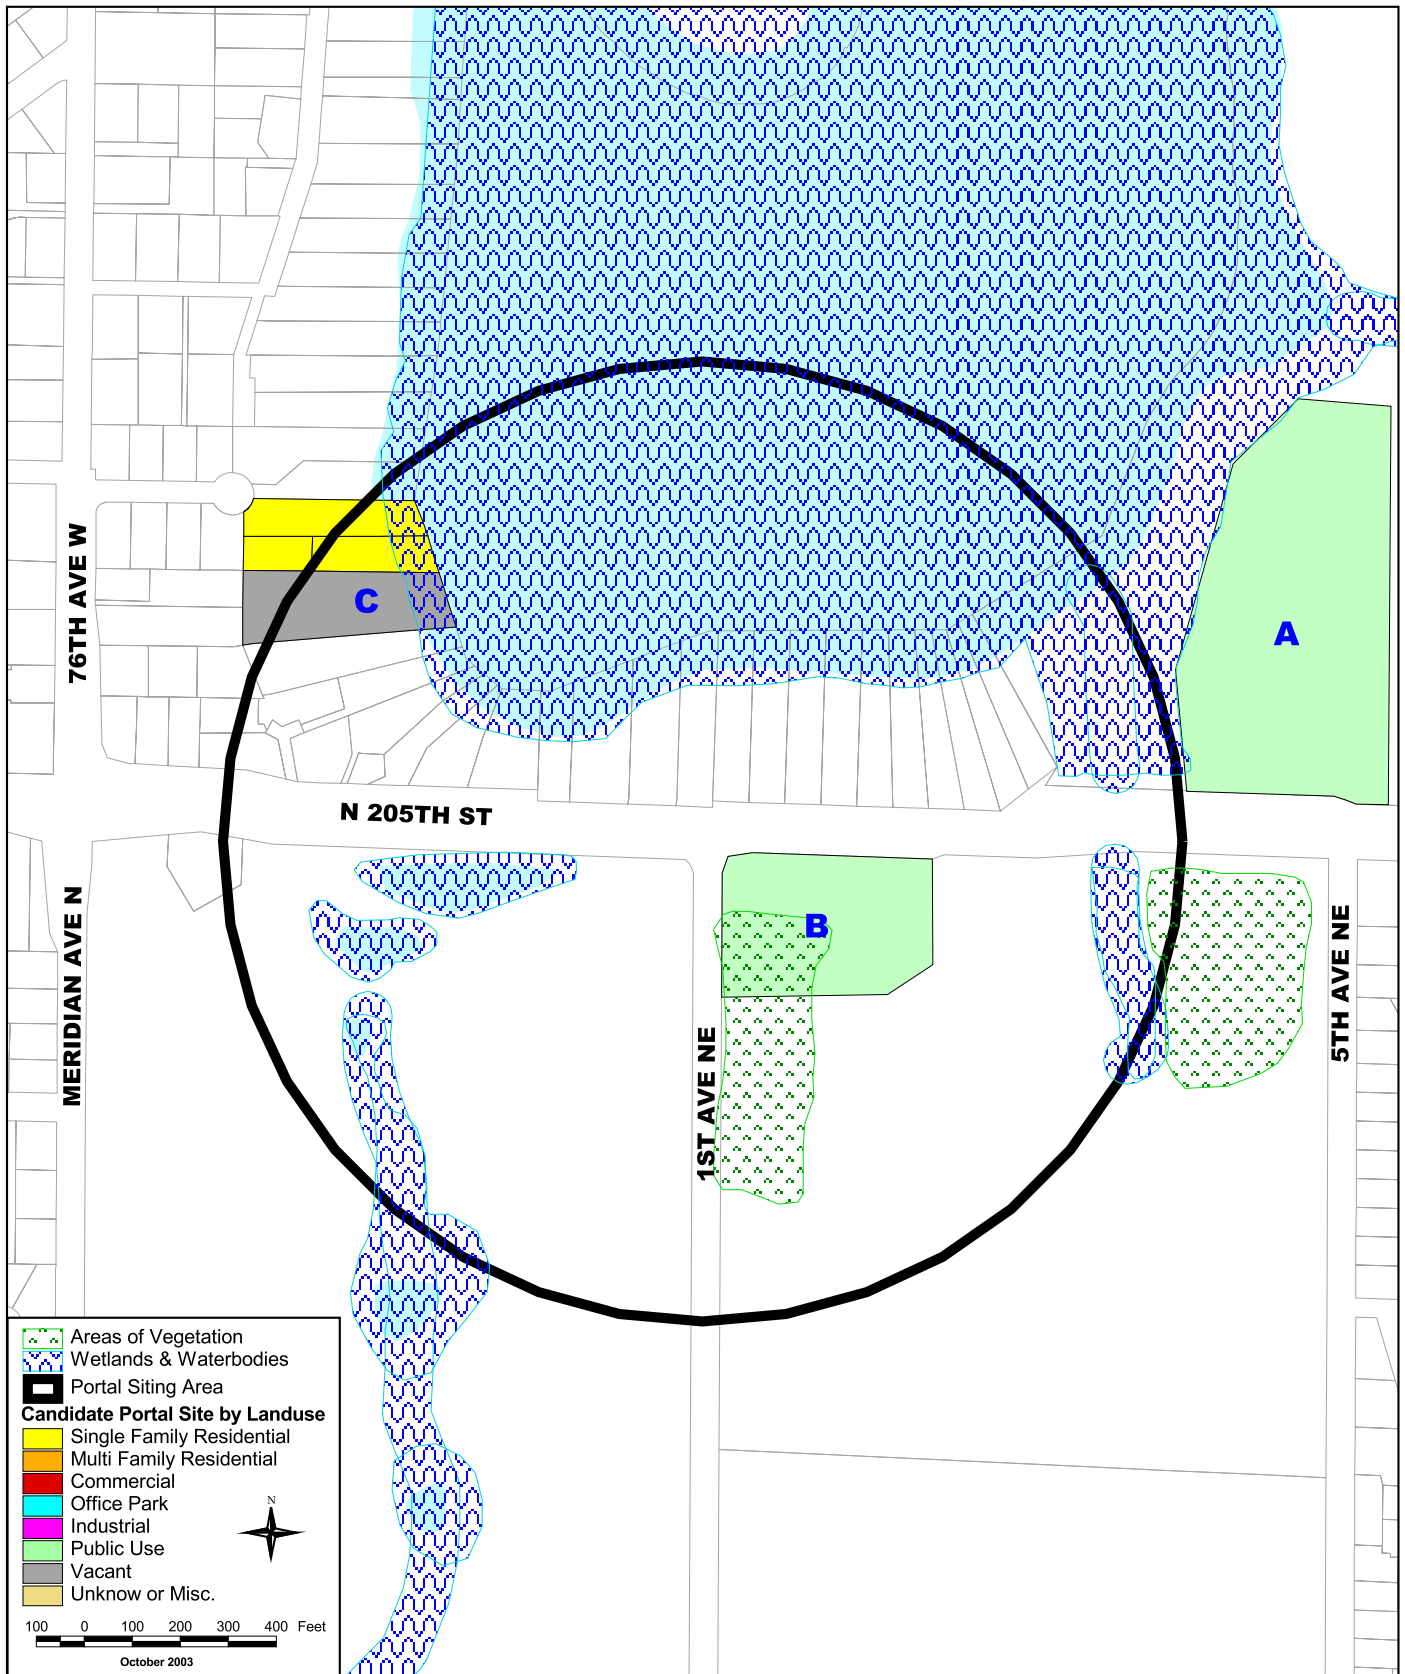 C
A
76TH AVE W
N 205TH ST
B
MERIDIAN AVE N
5TH AVE NE
1ST AVE NE
Areas of Vegetation
Wetlands & Waterbodies
Portal Siting Area
Candidate Portal Site by Landuse
Single Family Residential
Multi Family Residential
Commercial
Office Park
Industrial
Public Use
Vacant
Unknow or Misc.
N
100 0 100 200 300 400 Feet
October 2003